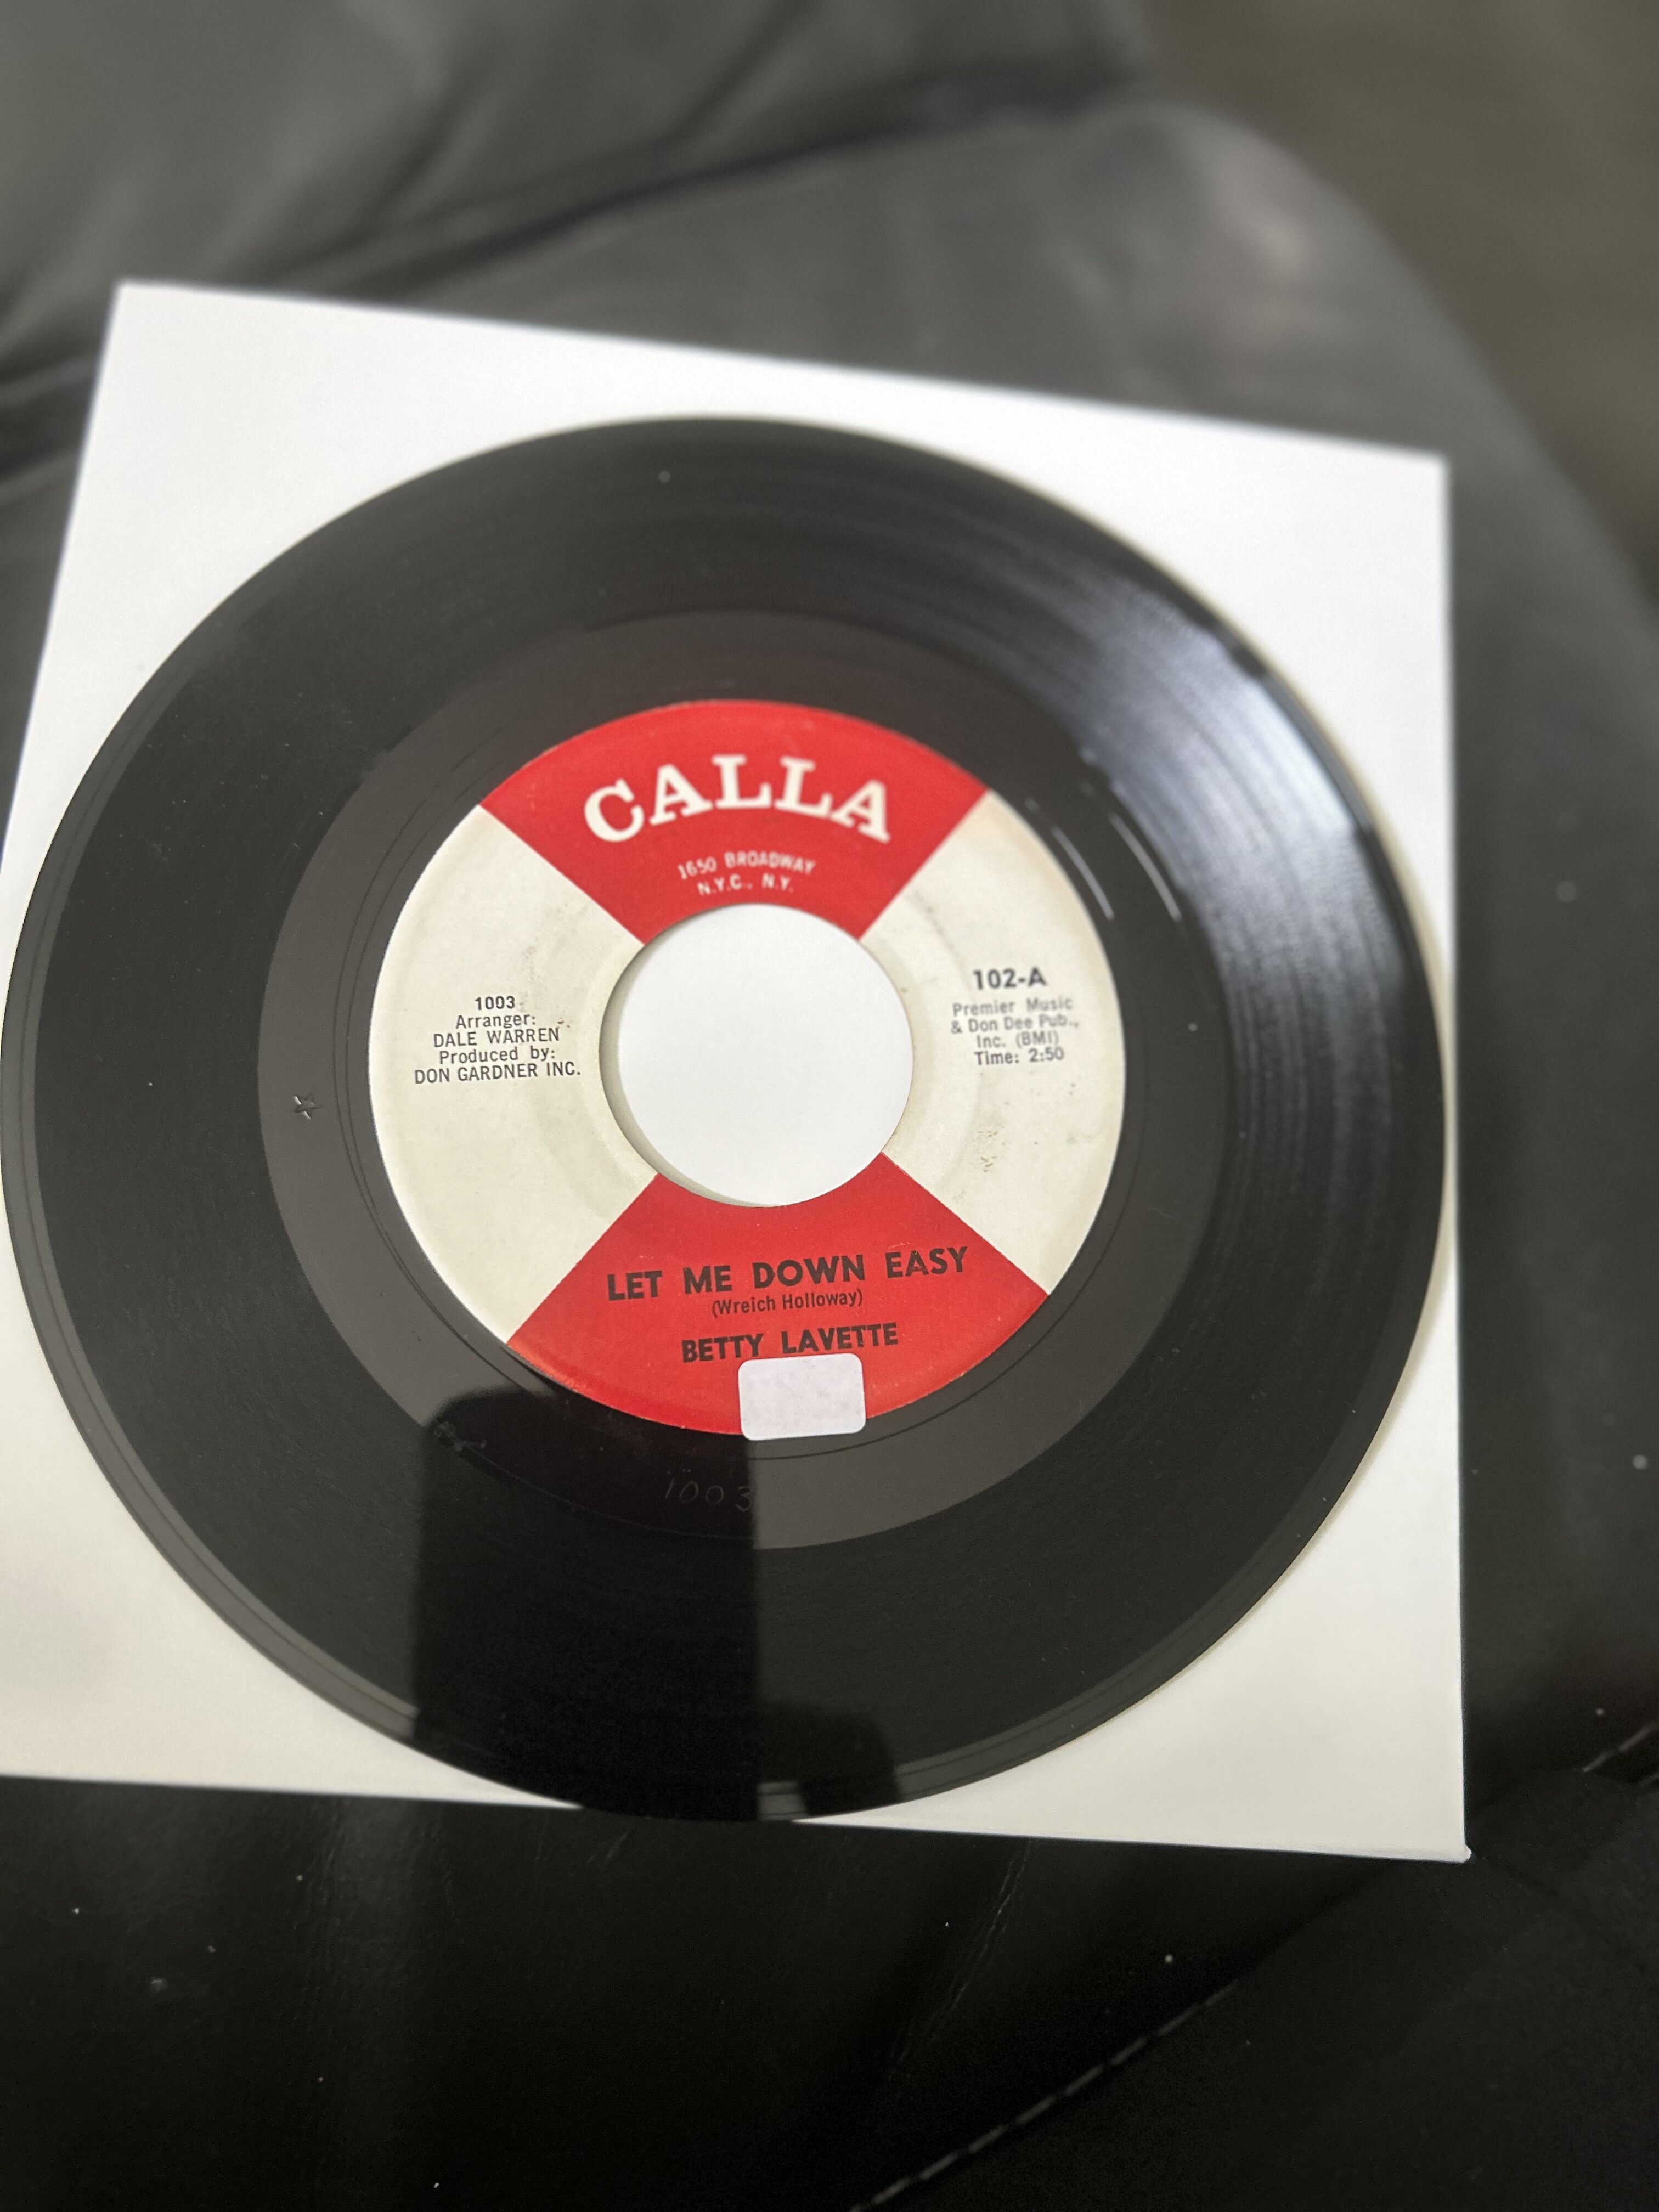 CALLA
1650 BROADWAY
N.Y.C., N.Y.
1003
Arranger:
DALE WARREN
Produced by:
DON GARDNER INC.
102-A
Premier Music
& Don Dee Pub.,
Inc. (BMI)
Time: 2:50
LET ME DOWN EASY
(Wreich Holloway)
BETTY LAVETTE
1003